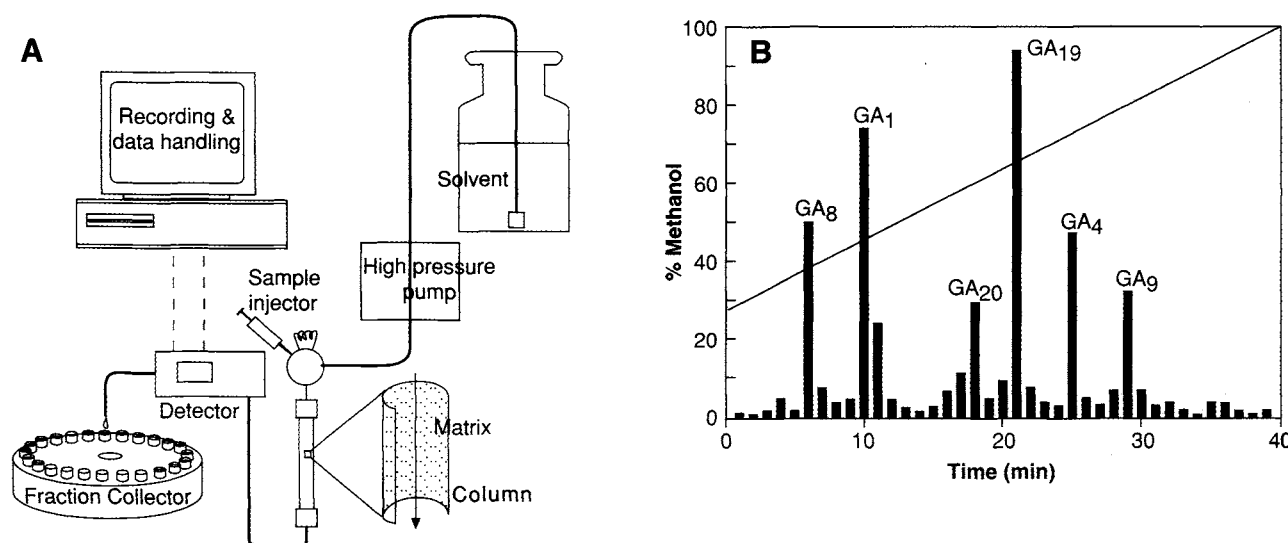 A
Recording &
data handling
Solvent
High pressure
pump
Sample
injector
Detector
Matrix
Column
Fraction Collector
B
100
80
60
40
20
0
% Methanol
GA8
GA1
GA20
GA19
GA4
GA9
0
10
20
30
40
Time (min)